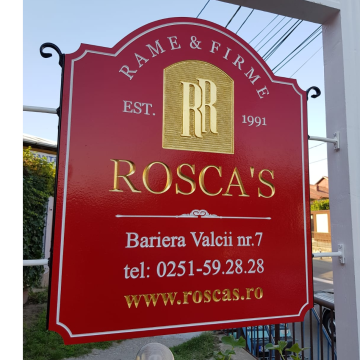 RAME & FIRME
RR
EST. 1991
ROSCA'S
Bariera Valcii nr.7
tel: 0251-59.28.28
www.roscas.ro